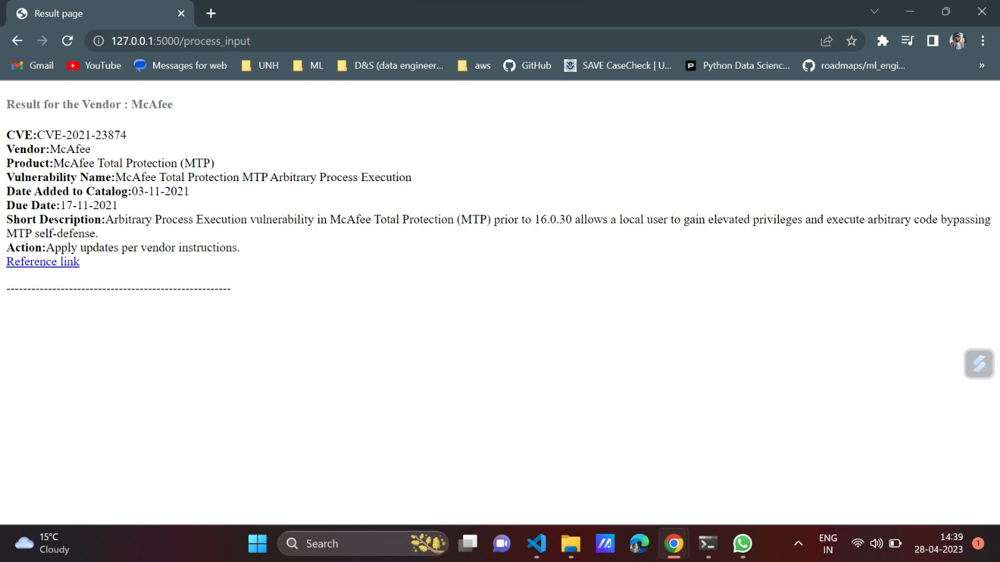 Result page
127.0.0.1:5000/process_input
Gmail YouTube Messages for web UNH ML D&S (data engineer... aws GitHub SAVE CaseCheck | U... Python Data Scienc... roadmaps/ml_engi... »
Result for the Vendor : McAfee
CVE:CVE-2021-23874
Vendor:McAfee
Product:McAfee Total Protection (MTP)
Vulnerability Name:McAfee Total Protection MTP Arbitrary Process Execution
Date Added to Catalog:03-11-2021
Due Date:17-11-2021
Short Description:Arbitrary Process Execution vulnerability in McAfee Total Protection (MTP) prior to 16.0.30 allows a local user to gain elevated privileges and execute arbitrary code bypassing
MTP self-defense.
Action:Apply updates per vendor instructions.
Reference link
------------------------------------------------------
15°C
Cloudy
Search
ENG
IN
14:39
28-04-2023
1